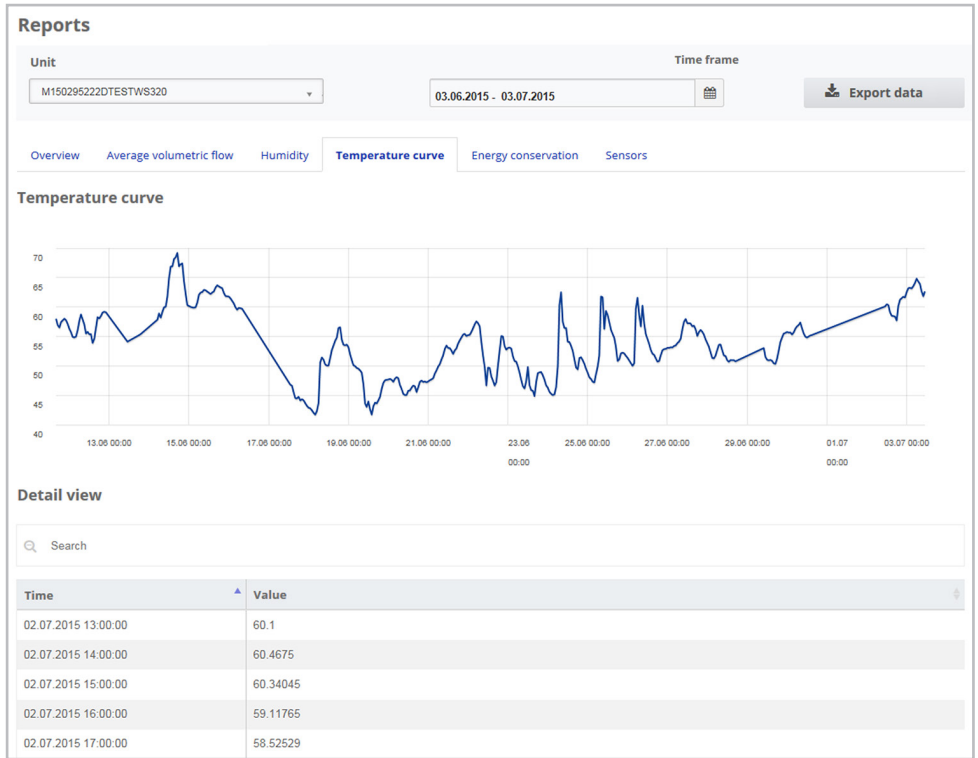 Reports
Unit
Time frame
M150295222DTESTWS320
03.06.2015 - 03.07.2015
Export data
Overview Average volumetric flow Humidity Temperature curve Energy conservation Sensors
Temperature curve
70
65
60
55
50
45
40
13.06 00:00 15.06 00:00 17.06 00:00 19.06 00:00 21.06 00:00 23.06 00:00 25.06 00:00 27.06 00:00 29.06 00:00 01.07 00:00 03.07 00:00
Detail view
Search
Time Value
02.07.2015 13:00:00 60.1
02.07.2015 14:00:00 60.4675
02.07.2015 15:00:00 60.34045
02.07.2015 16:00:00 59.11765
02.07.2015 17:00:00 58.52529